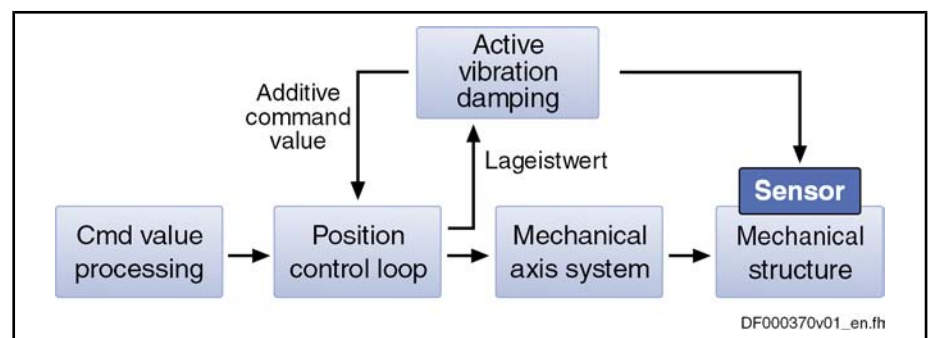 Active
vibration
damping
Additive
command
value
Lageistwert
Sensor
Cmd value
processing
Position
control loop
Mechanical
axis system
Mechanical
structure
DF000370v01_en.fh